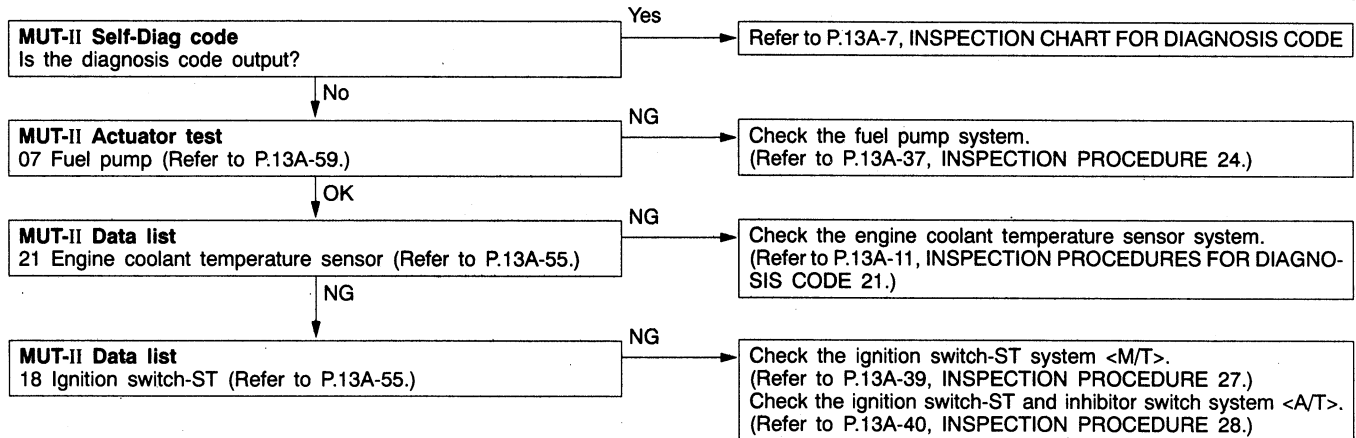 MUT-II Self-Diag code
Is the diagnosis code output?
Yes
Refer to P.13A-7, INSPECTION CHART FOR DIAGNOSIS CODE
No
MUT-II Actuator test
07 Fuel pump (Refer to P.13A-59.)
NG
Check the fuel pump system.
(Refer to P.13A-37, INSPECTION PROCEDURE 24.)
OK
MUT-II Data list
21 Engine coolant temperature sensor (Refer to P.13A-55.)
NG
Check the engine coolant temperature sensor system.
(Refer to P.13A-11, INSPECTION PROCEDURES FOR DIAGNO-
SIS CODE 21.)
NG
MUT-II Data list
18 Ignition switch-ST (Refer to P.13A-55.)
NG
Check the ignition switch-ST system <M/T>.
(Refer to P.13A-39, INSPECTION PROCEDURE 27.)
Check the ignition switch-ST and inhibitor switch system <A/T>.
(Refer to P.13A-40, INSPECTION PROCEDURE 28.)